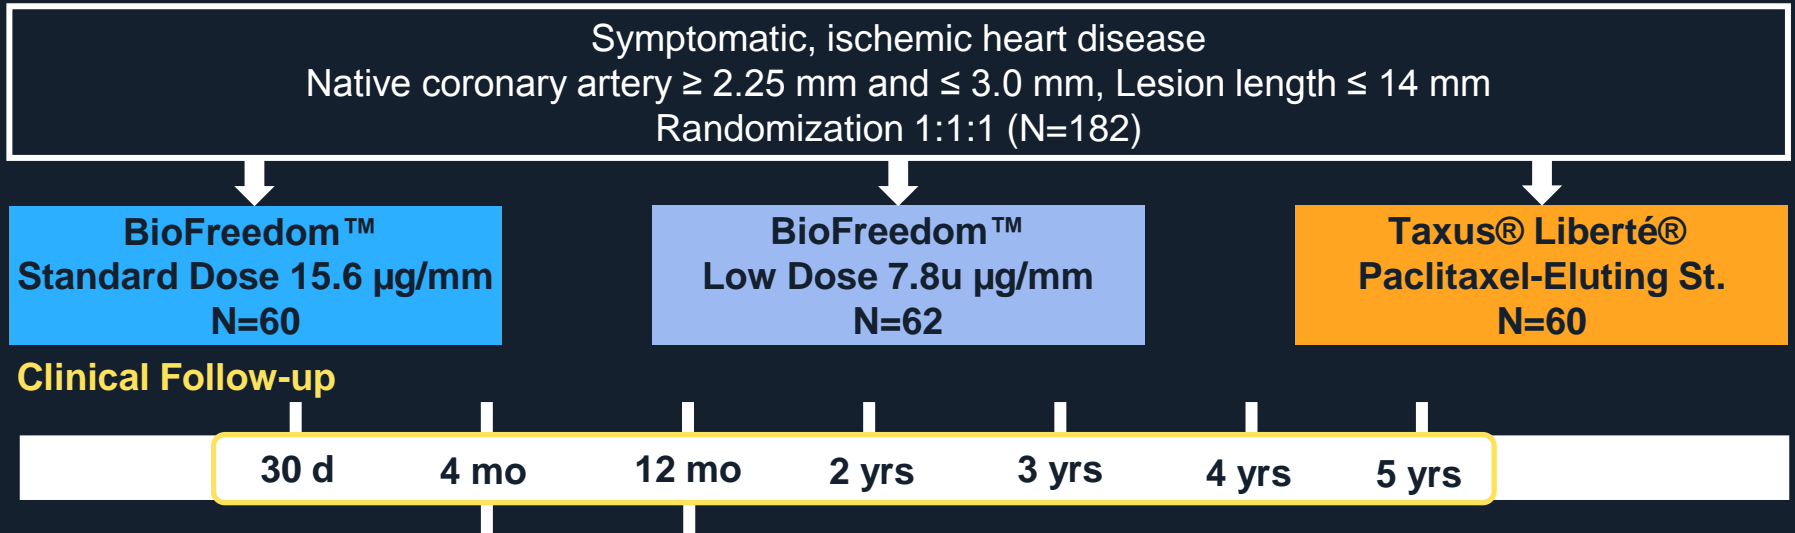 Symptomatic, ischemic heart disease
Native coronary artery ≥ 2.25 mm and ≤ 3.0 mm, Lesion length ≤ 14 mm
Randomization 1:1:1 (N=182)
BioFreedom™
Standard Dose 15.6 µg/mm
N=60
BioFreedom™
Low Dose 7.8u µg/mm
N=62
Taxus® Liberté®
Paclitaxel-Eluting St.
N=60
Clinical Follow-up
30 d 4 mo 12 mo 2 yrs 3 yrs 4 yrs 5 yrs